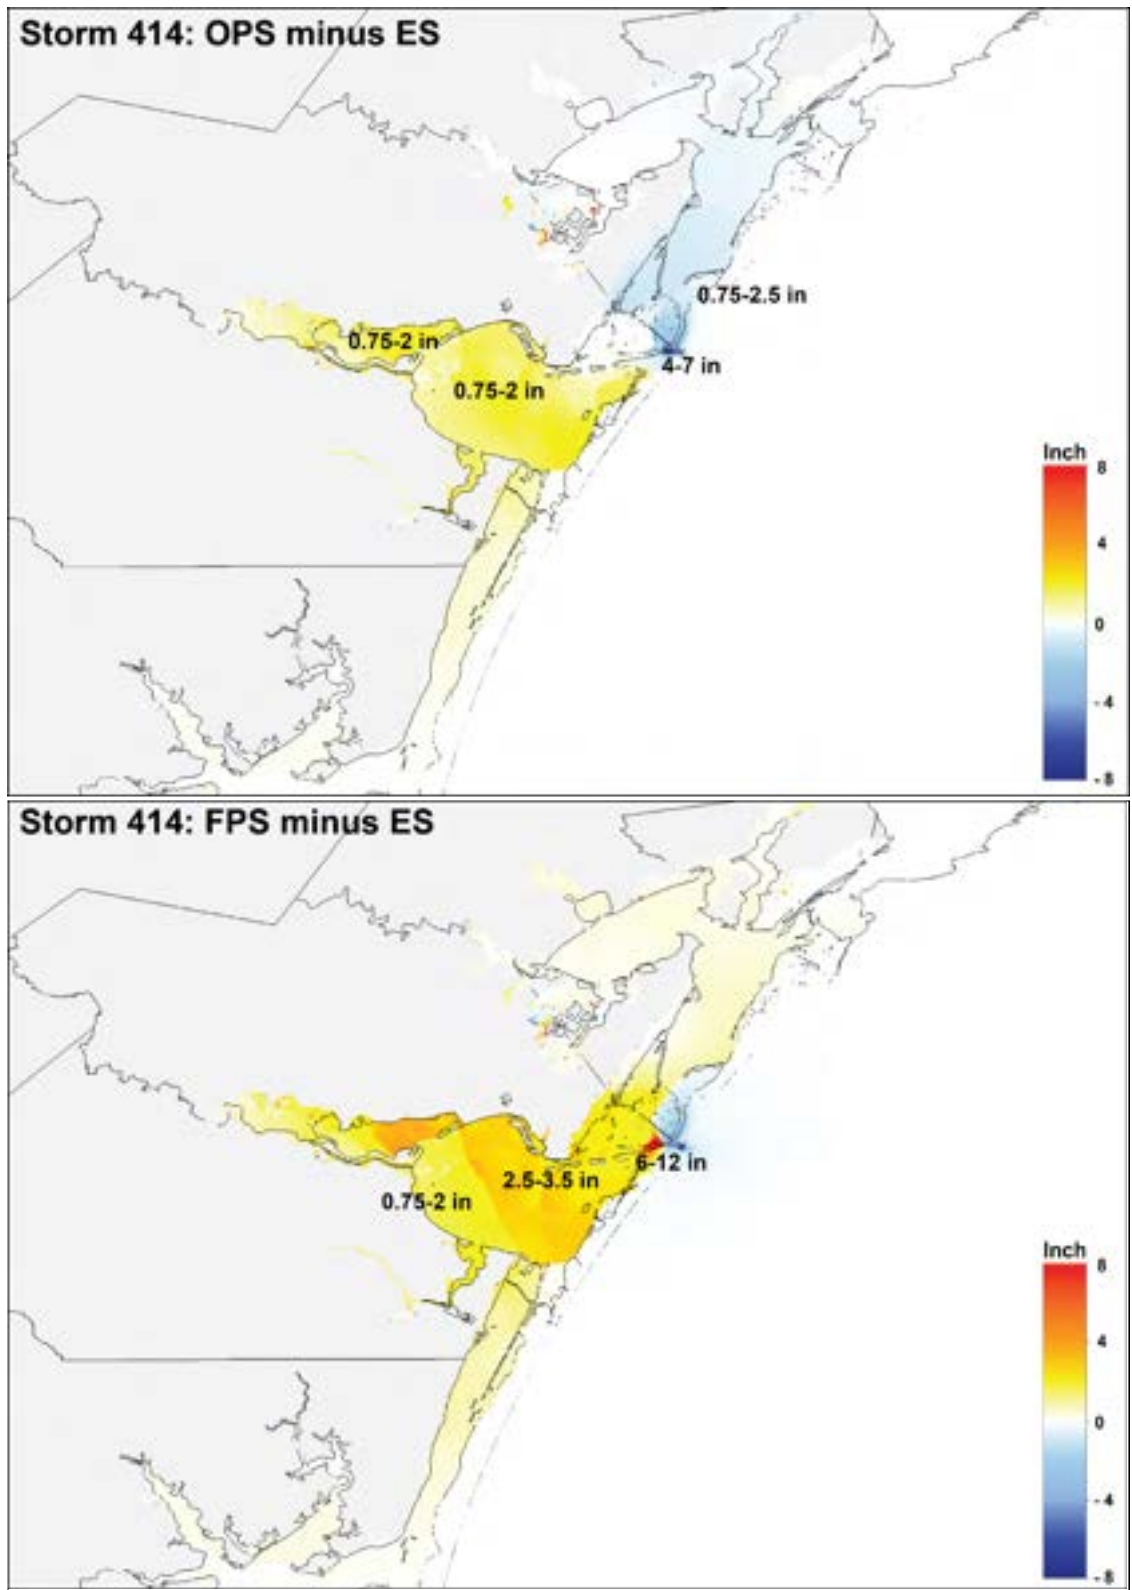 Storm 414: OPS minus ES
0.75-2.5 in
0.75-2 in
4-7 in
0.75-2 in
Inch
8
4
0
-4
-8
Storm 414: FPS minus ES
6-12 in
2.5-3.5 in
0.75-2 in
Inch
8
4
0
-4
-8